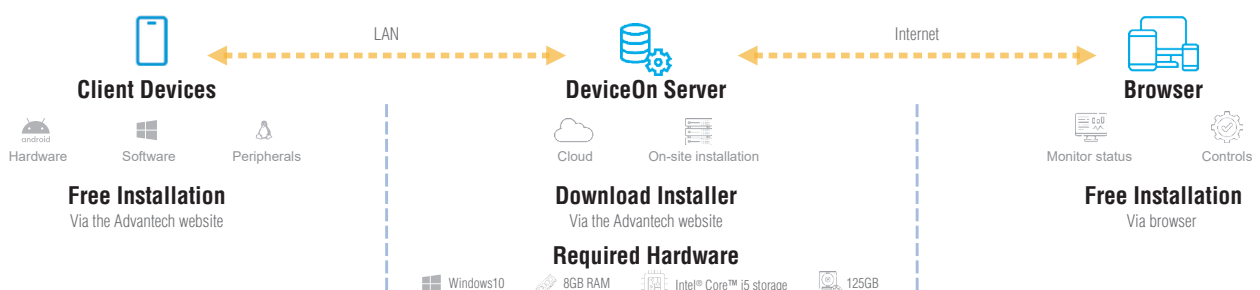 LAN
Internet
Client Devices
DeviceOn Server
Browser
android
Hardware
Software
Peripherals
Cloud
On-site installation
Monitor status
Controls
Free Installation
Via the Advantech website
Download Installer
Via the Advantech website
Free Installation
Via browser
Required Hardware
Windows10
8GB RAM
Intel® Core™ i5 storage
125GB